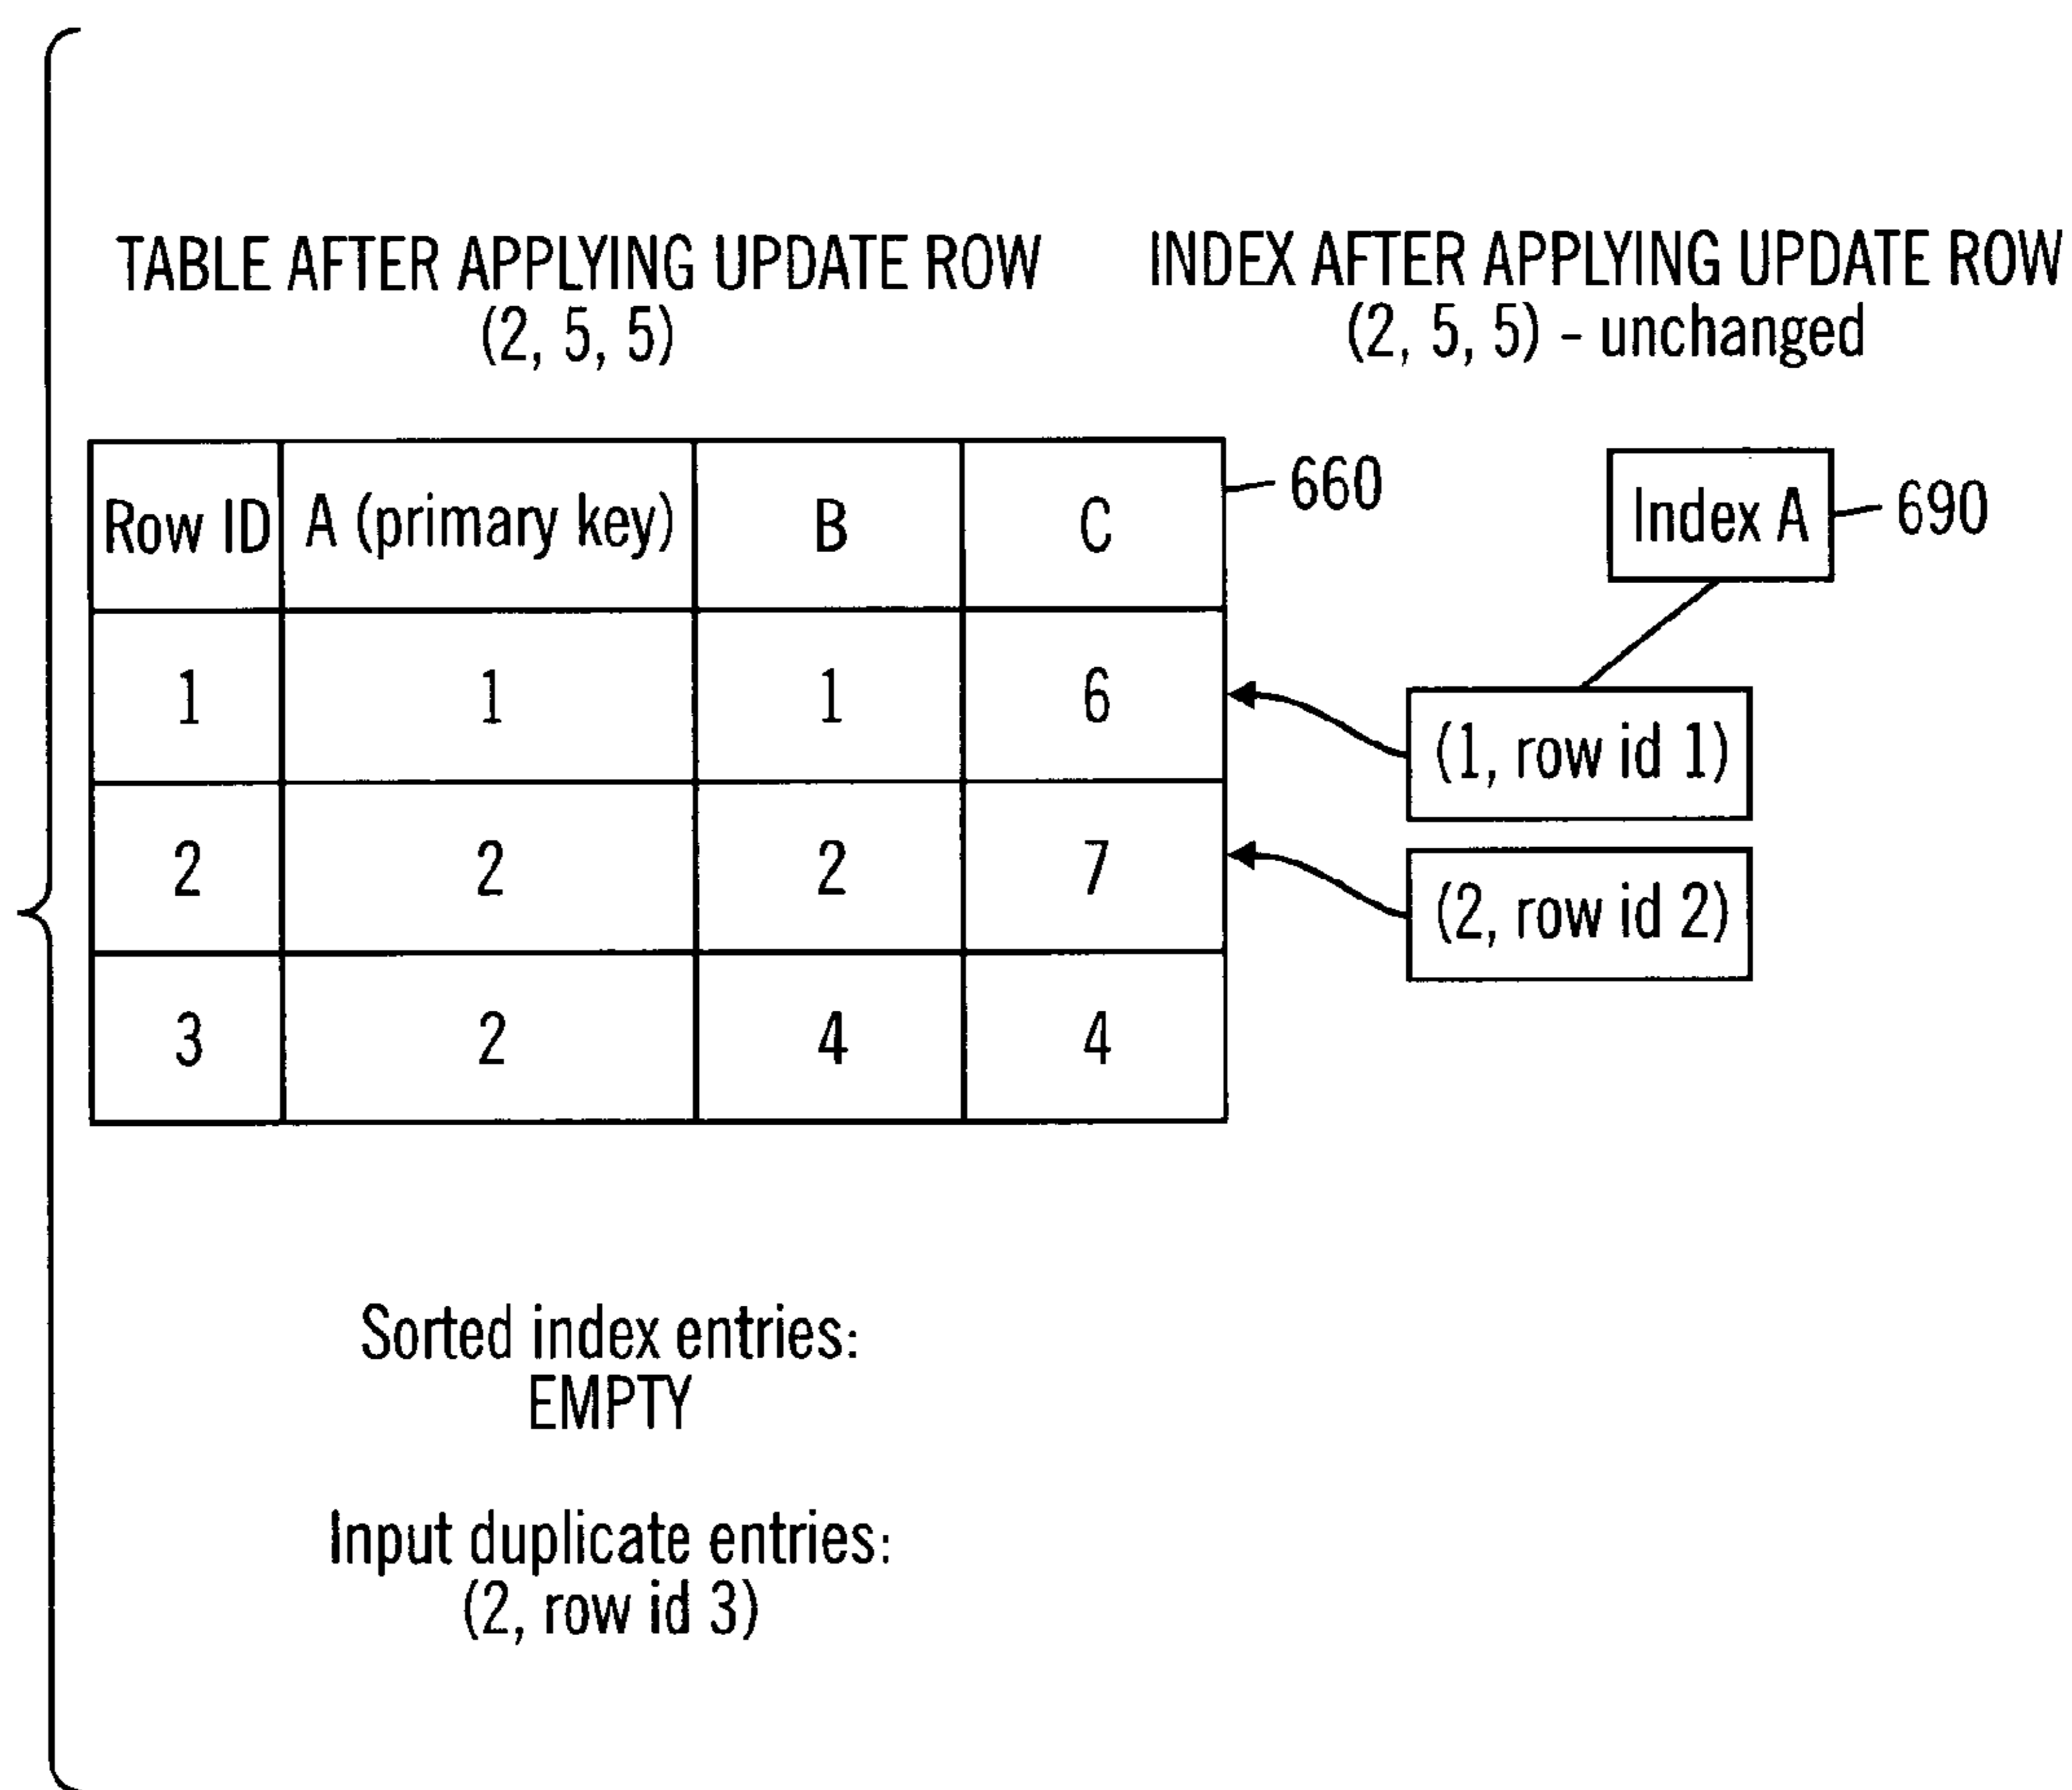 TABLE AFTER APPLYING UPDATE ROW
(2, 5, 5)
INDEX AFTER APPLYING UPDATE ROW
(2, 5, 5) – unchanged
Row ID A (primary key) B C
660
Index A
690
1 1 1 6
(1, row id 1)
2 2 2 7
(2, row id 2)
3 2 4 4
Sorted index entries:
EMPTY
Input duplicate entries:
(2, row id 3)